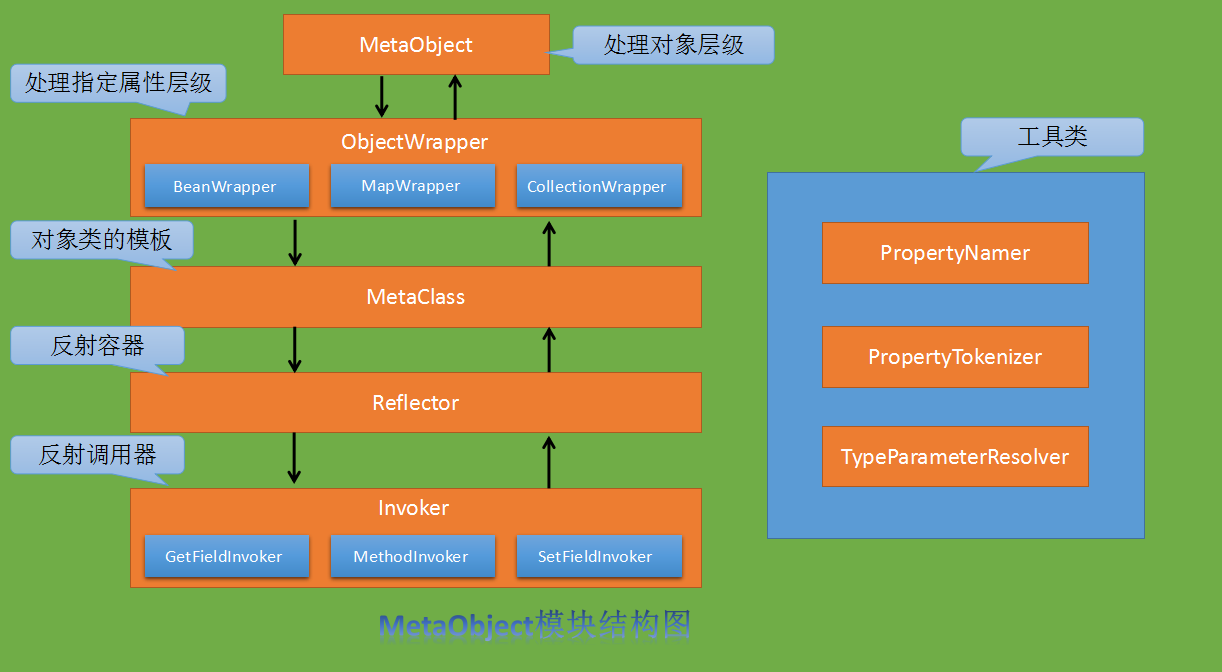 MetaObject
处理对象层级
处理指定属性层级
ObjectWrapper
BeanWrapper
MapWrapper
CollectionWrapper
对象类的模板
MetaClass
反射容器
Reflector
反射调用器
Invoker
GetFieldInvoker
MethodInvoker
SetFieldInvoker
工具类
PropertyNamer
PropertyTokenizer
TypeParameterResolver
MetaObject模块结构图